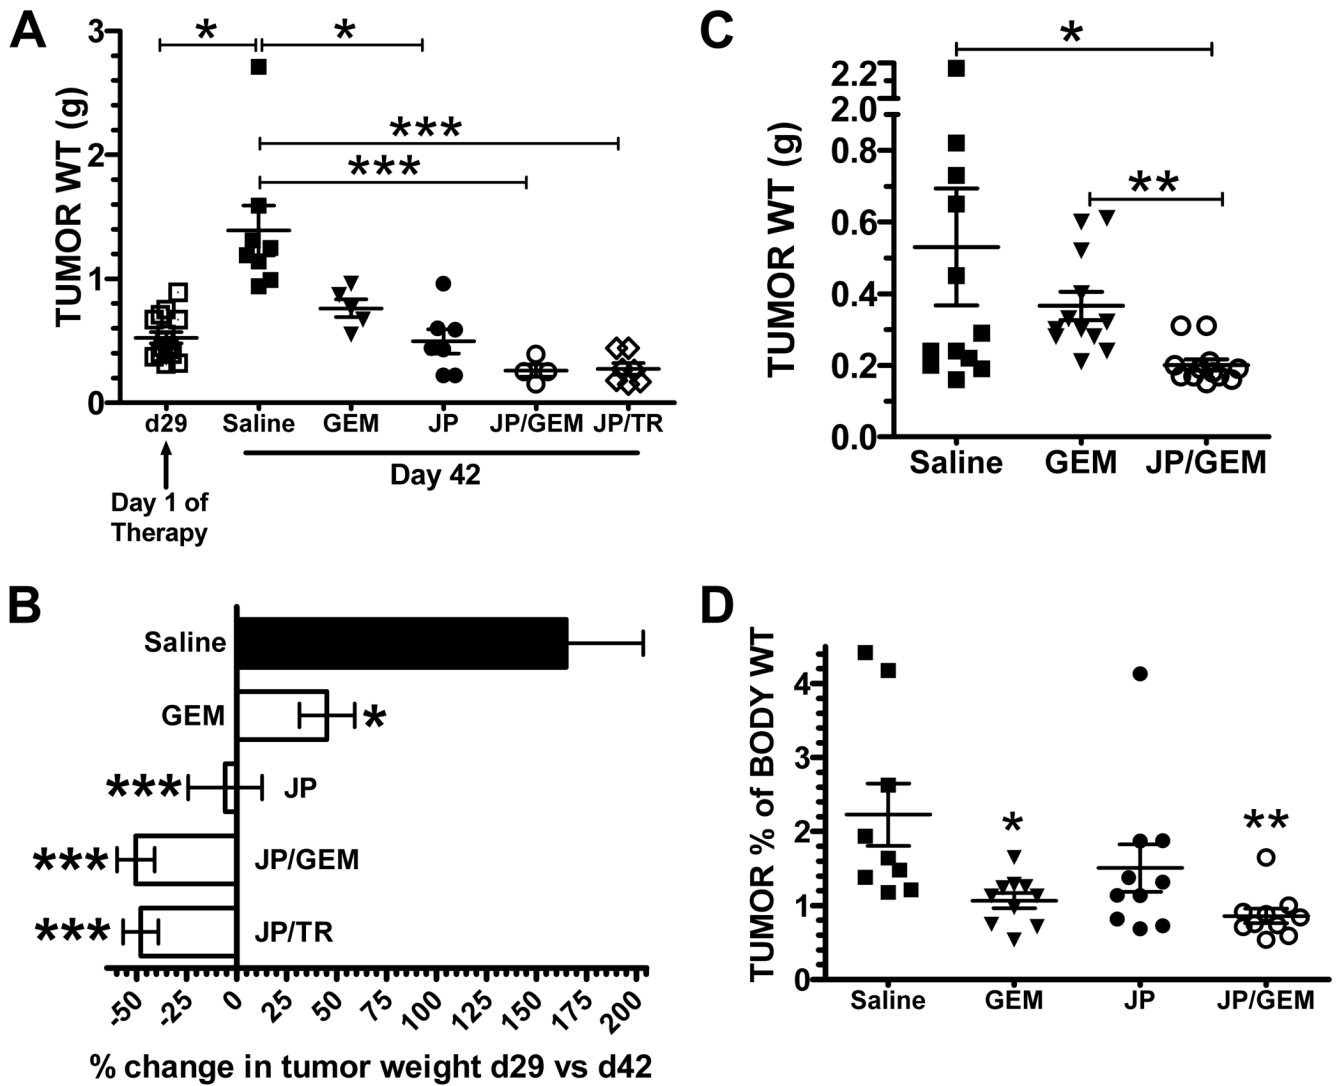 A
TUMOR WT (g)
3
2
1
0
*
*
***
***
d29
Saline
GEM
JP
JP/GEM
JP/TR
Day 42
Day 1 of
Therapy
C
TUMOR WT (g)
2.2
2.0
0.8
0.6
0.4
0.2
0.0
*
**
Saline
GEM
JP/GEM
B
Saline
GEM
*
***
JP
***
JP/GEM
***
JP/TR
-50
-25
0
25
50
75
100
125
150
175
200
% change in tumor weight d29 vs d42
D
TUMOR % of BODY WT
4
3
2
1
0
*
**
Saline
GEM
JP
JP/GEM